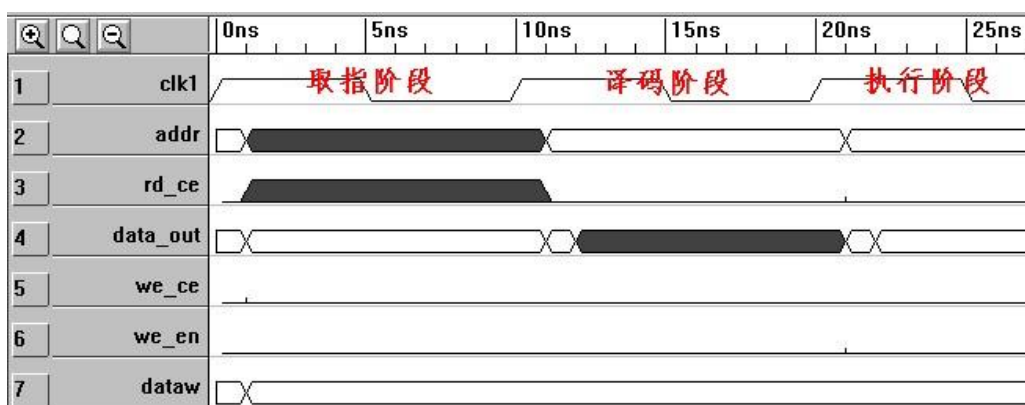 0ns 5ns 10ns 15ns 20ns 25ns
1 clk1 取指阶段 译码阶段 执行阶段
2 addr
3 rd_ce
4 data_out
5 we_ce
6 we_en
7 dataw